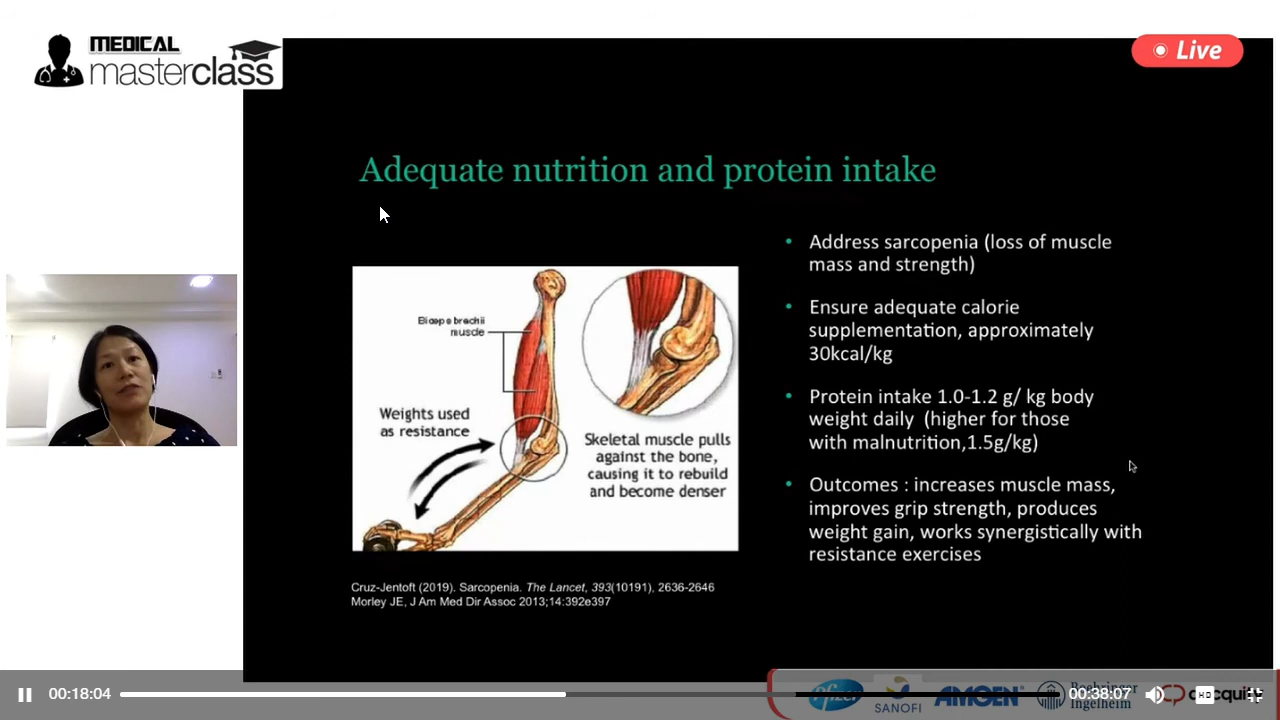 MEDICAL
masterclass
Live
Adequate nutrition and protein intake
Biceps brachii
muscle
Weights used
as resistance
Skeletal muscle pulls
against the bone,
causing it to rebuild
and become denser
• Address sarcopenia (loss of muscle
mass and strength)
• Ensure adequate calorie
supplementation, approximately
30kcal/kg
• Protein intake 1.0-1.2 g/ kg body
weight daily (higher for those
with malnutrition,1.5g/kg)
• Outcomes : increases muscle mass,
improves grip strength, produces
weight gain, works synergistically with
resistance exercises
Cruz-Jentoft (2019). Sarcopenia. The Lancet, 393(10191), 2636-2646
Morley JE, J Am Med Dir Assoc 2013;14:392e397
00:18:04
00:38:07
HD
Pfizer
SANOFI
AMGEN
Boehringer
Ingelheim